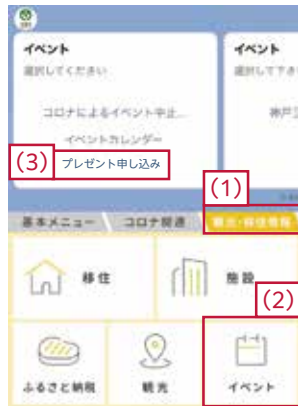 イベント
選択してください
コロナによるイベント中止…
イベントカレンダー
(3) プレゼント申し込み
イベント
選択して下さ
神戸
(1)
基本メニュー
コロナ関連
観光・移住情報
移住
施設
(2)
ふるさと納税
観光
イベント